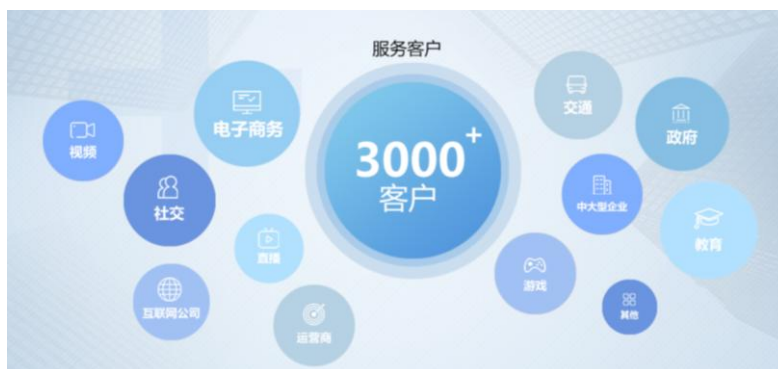 服务客户
3000+
客户
视频
电子商务
社交
直播
互联网公司
运营商
交通
政府
中大型企业
教育
游戏
其他